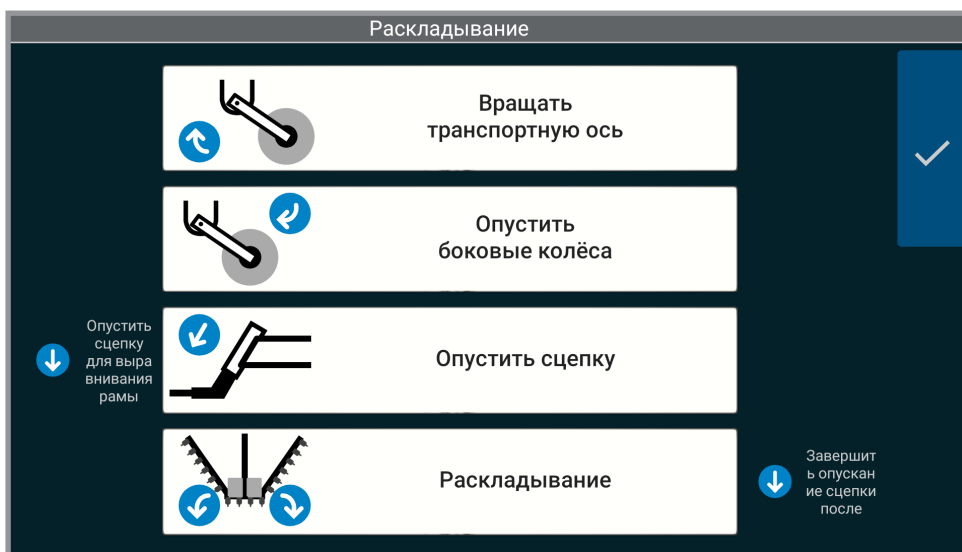 Раскладывание
Вращать
транспортную ось
Опустить
боковые колёса
Опустить
сцепку
для выра
внивания
рамы
Опустить сцепку
Раскладывание
Завершит
ь опускан
ие сцепки
после